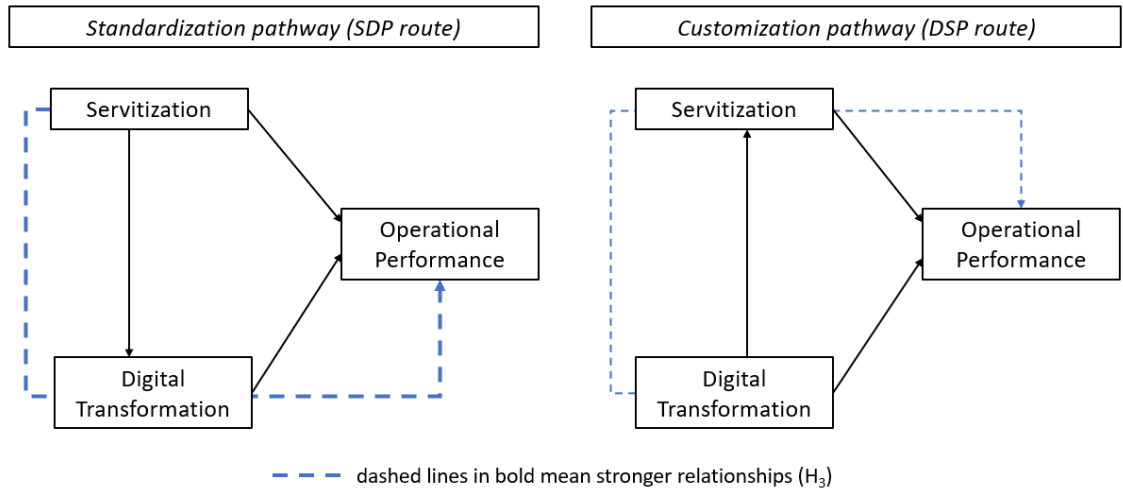 Standardization pathway (SDP route)
Servitization
Operational
Performance
Digital
Transformation
Customization pathway (DSP route)
Servitization
Operational
Performance
Digital
Transformation
dashed lines in bold mean stronger relationships (H₃)